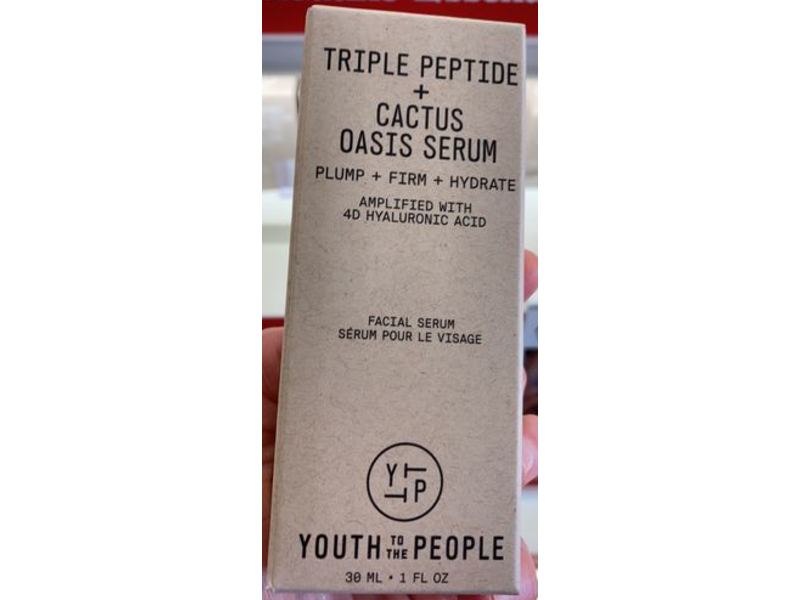 TRIPLE PEPTIDE
+
CACTUS
OASIS SERUM
PLUMP + FIRM + HYDRATE
AMPLIFIED WITH
4D HYALURONIC ACID
FACIAL SERUM
SÉRUM POUR LE VISAGE
Y T T P
YOUTH TO THE PEOPLE
30 ML • 1 FL OZ